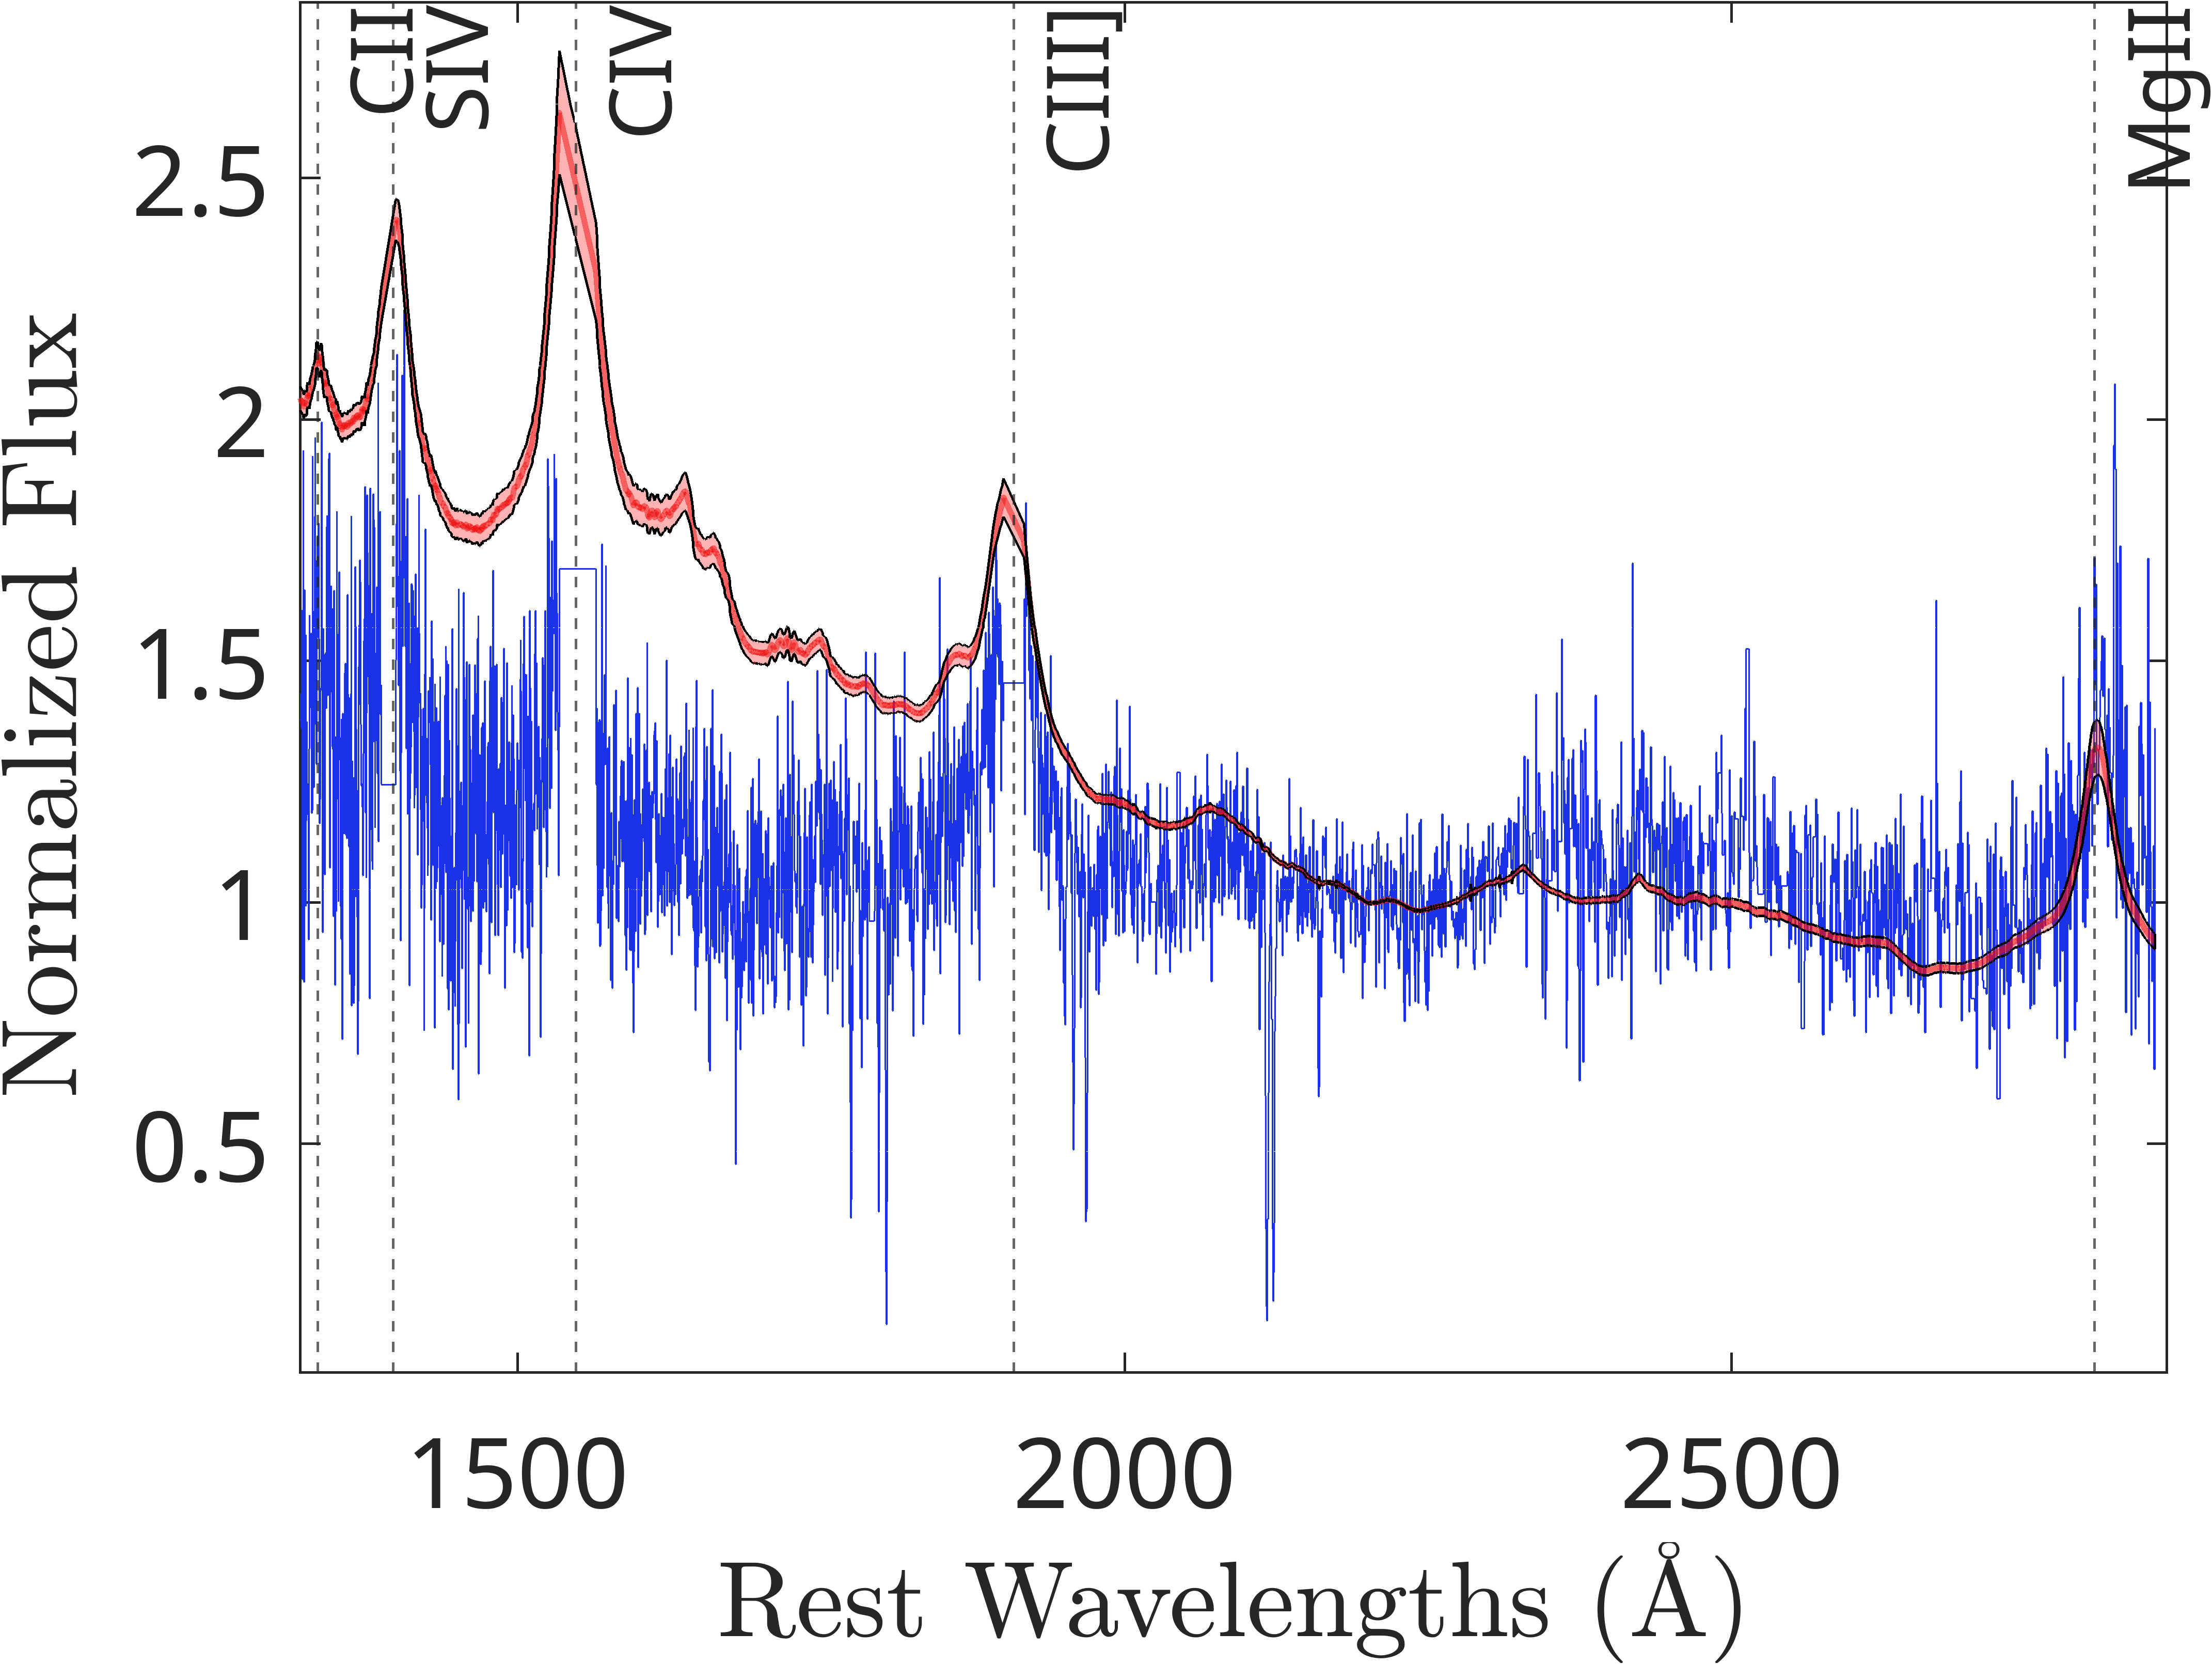 CII
SIV
CIV
CIII]
MgII
Normalized Flux
2.5
2
1.5
1
0.5
1500
2000
2500
Rest Wavelengths (Å)